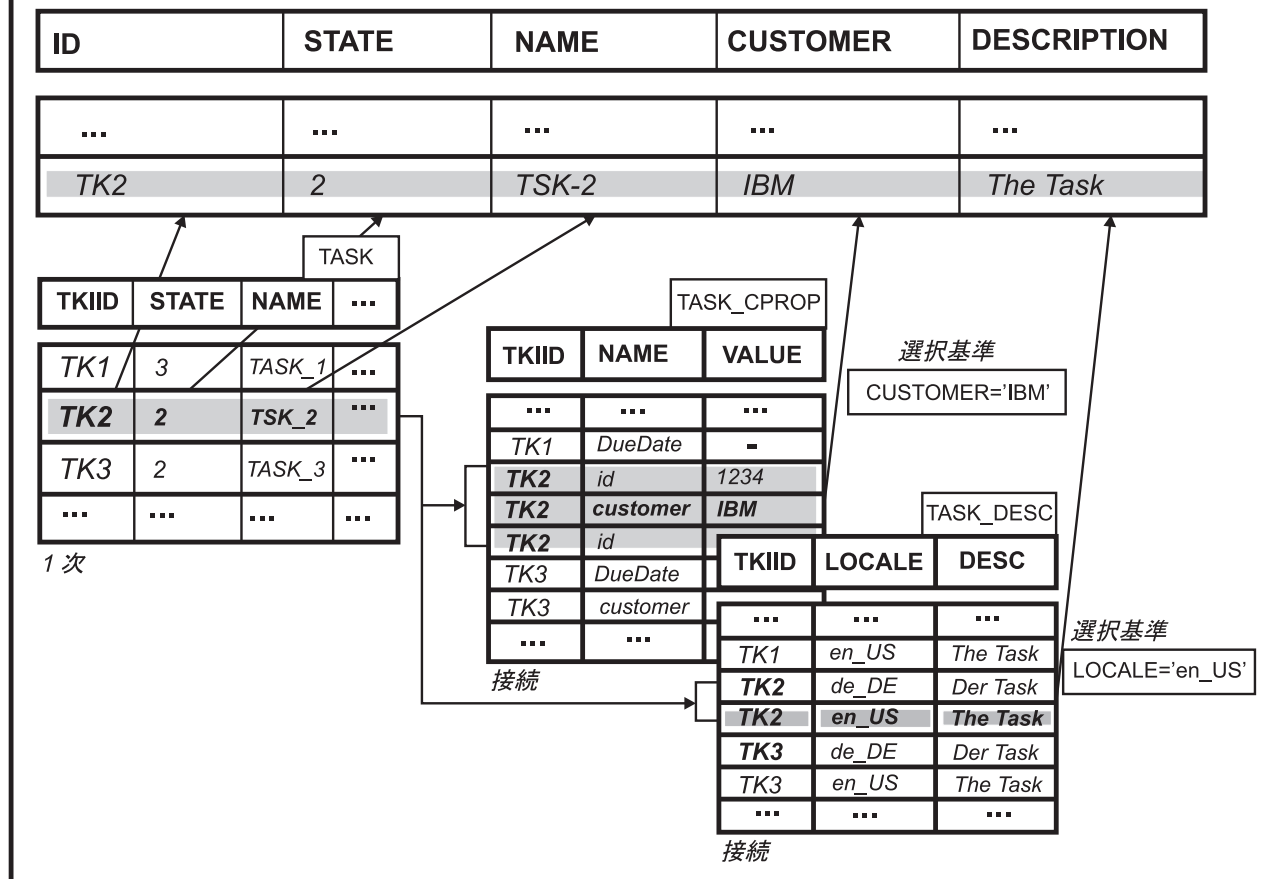 ID STATE NAME CUSTOMER DESCRIPTION
... ... ... ... ...
TK2 2 TSK-2 IBM The Task
TASK
TKIID STATE NAME ...
TK1 3 TASK_1 ...
TK2 2 TSK_2 ...
TK3 2 TASK_3 ...
... ... ... ...
1 次
TASK_CPROP
TKIID NAME VALUE
... ... ...
TK1 DueDate -
TK2 id 1234
TK2 customer IBM
TK2 id
TK3 DueDate
TK3 customer
... ...
接続
選択基準
CUSTOMER='IBM'
TASK_DESC
TKIID LOCALE DESC
... ... ...
TK1 en_US The Task
TK2 de_DE Der Task
TK2 en_US The Task
TK3 de_DE Der Task
TK3 en_US The Task
... ... ...
接続
選択基準
LOCALE='en_US'